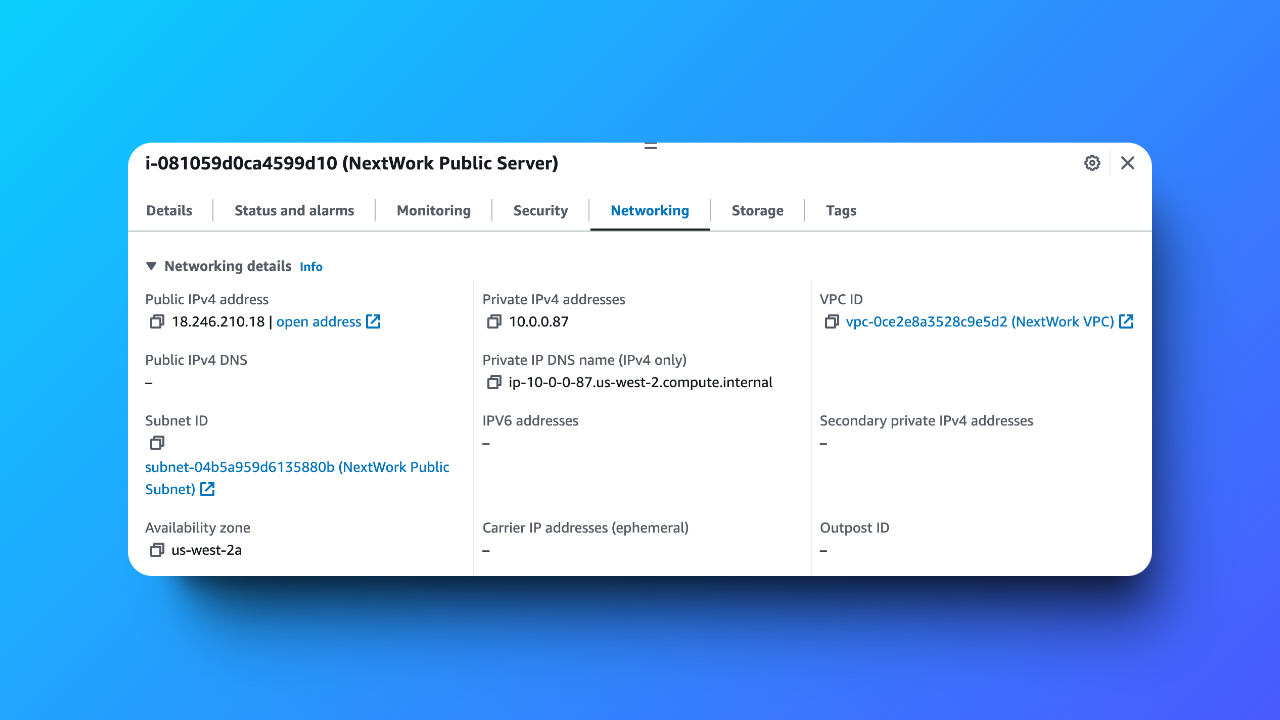 i-081059d0ca4599d10 (NextWork Public Server)
Details
Status and alarms
Monitoring
Security
Networking
Storage
Tags
Networking details Info
Public IPv4 address
18.246.210.18 | open address
Private IPv4 addresses
10.0.0.87
VPC ID
vpc-0ce2e8a3528c9e5d2 (NextWork VPC)
Public IPv4 DNS
–
Private IP DNS name (IPv4 only)
ip-10-0-0-87.us-west-2.compute.internal
Subnet ID
subnet-04b5a959d6135880b (NextWork Public
Subnet)
IPV6 addresses
–
Secondary private IPv4 addresses
–
Availability zone
us-west-2a
Carrier IP addresses (ephemeral)
–
Outpost ID
–